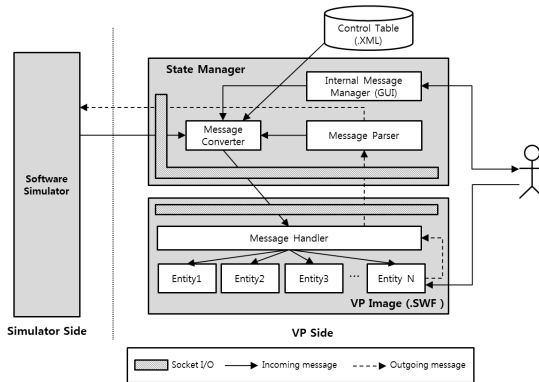 Control Table
(.XML)
State Manager
Internal Message
Manager (GUI)
Message
Converter
Message Parser
Software
Simulator
Message Handler
Entity1
Entity2
Entity3
...
Entity N
VP Image (.SWF )
Simulator Side
VP Side
Socket I/O
Incoming message
Outgoing message